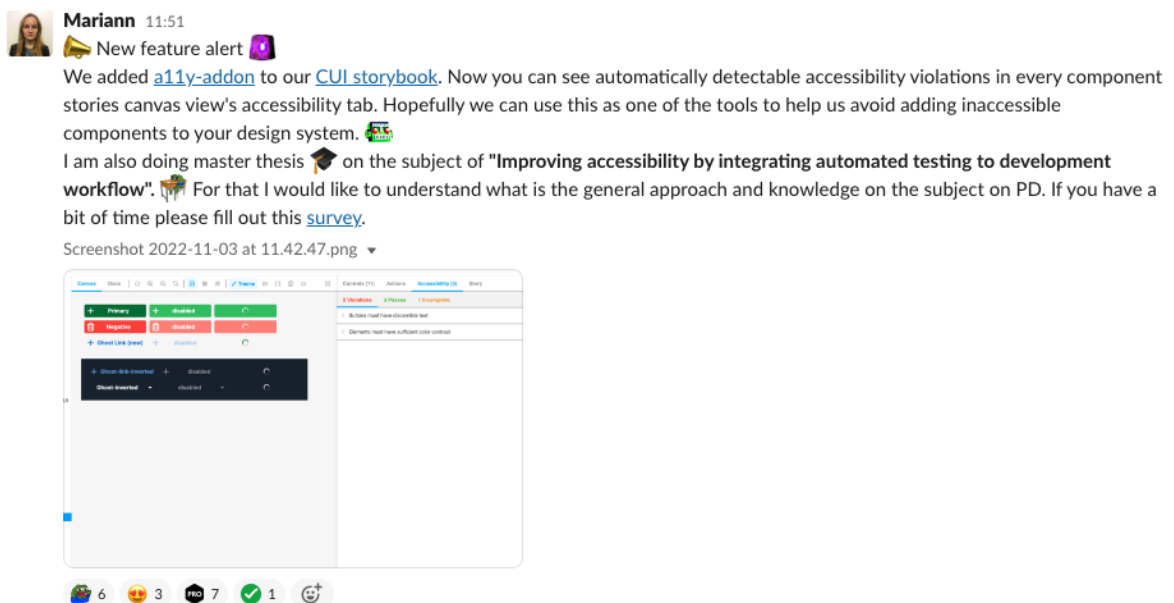 Mariann 11:51
New feature alert
We added a11y-addon to our CUI storybook. Now you can see automatically detectable accessibility violations in every component
stories canvas view's accessibility tab. Hopefully we can use this as one of the tools to help us avoid adding inaccessible
components to your design system.
I am also doing master thesis on the subject of "Improving accessibility by integrating automated testing to development
workflow". For that I would like to understand what is the general approach and knowledge on the subject on PD. If you have a
bit of time please fill out this survey.
Screenshot 2022-11-03 at 11.42.47.png
Canvas Docs Theme Controls (11) Actions Accessibility (3) Story
2 Violations 3 Passes 1 Incomplete
Primary disabled
Buttons must have discernible text
Negative disabled
Elements must have sufficient color contrast
Ghost Link (new) disabled
Ghost-link-inverted disabled
Ghost-inverted disabled
6 3 PRO 7 1